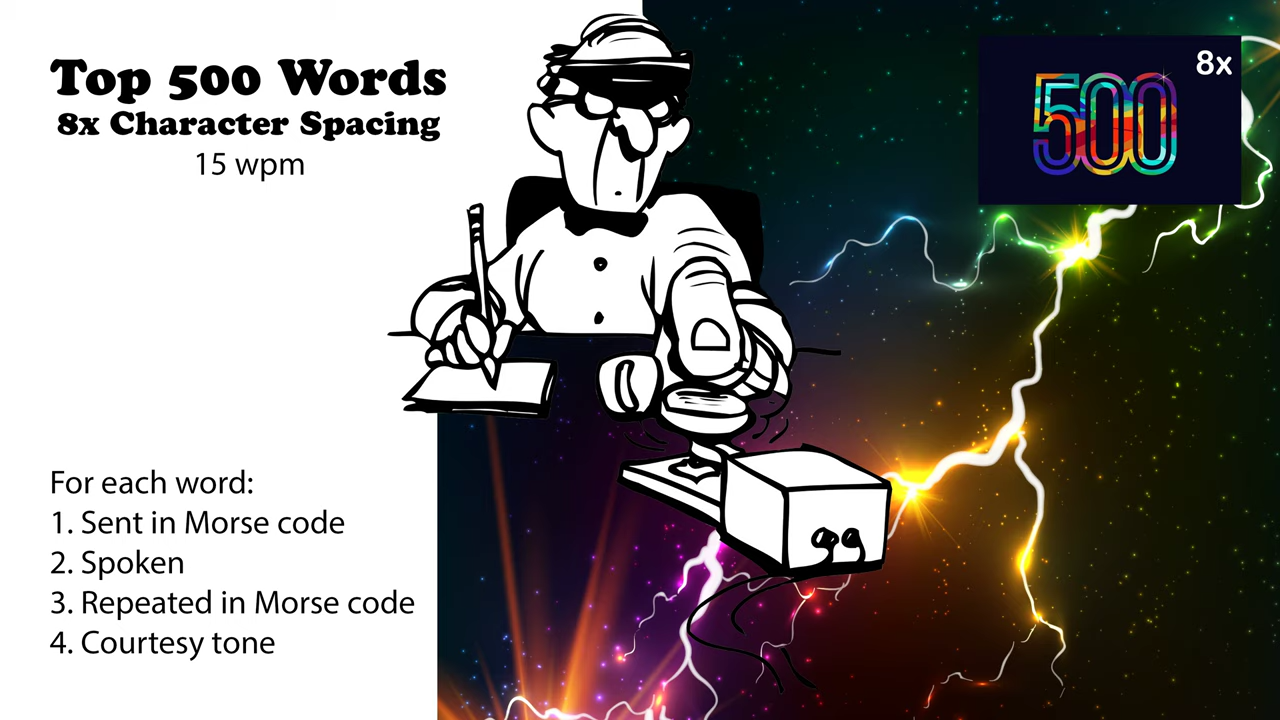 Top 500 Words
8x Character Spacing
15 wpm
8x
500
For each word:
1. Sent in Morse code
2. Spoken
3. Repeated in Morse code
4. Courtesy tone